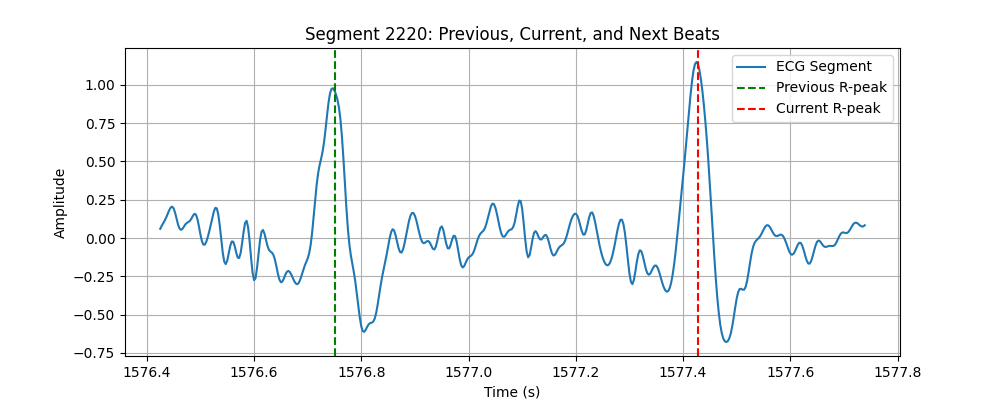 Segment 2220: Previous, Current, and Next Beats
ECG Segment
Previous R-peak
Current R-peak
Amplitude
1.00
0.75
0.50
0.25
0.00
−0.25
−0.50
−0.75
1576.4 1576.6 1576.8 1577.0 1577.2 1577.4 1577.6 1577.8
Time (s)